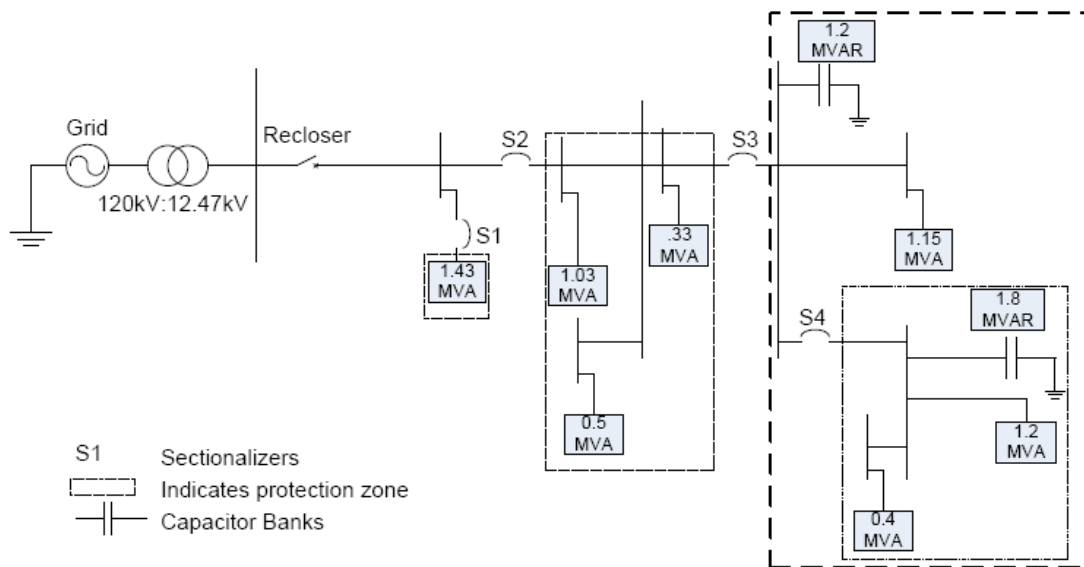 1.2
MVAR
Grid
Recloser
120kV:12.47kV
S2
S3
S1
1.43
MVA
1.03
MVA
.33
MVA
0.5
MVA
1.15
MVA
S4
1.8
MVAR
1.2
MVA
0.4
MVA
S1 Sectionalizers
Indicates protection zone
Capacitor Banks